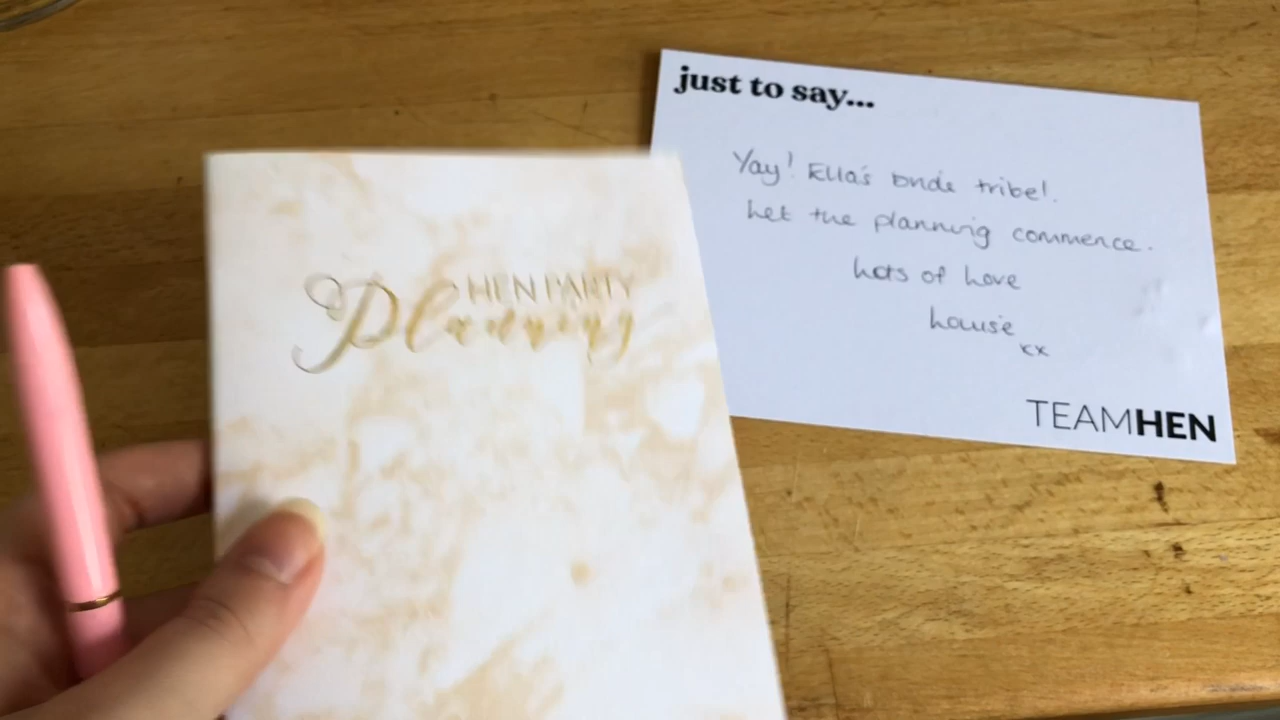 HEN PARTY
Planning
just to say...
Yay! Ella's bride tribe!.
Let the planning commence.
Lots of Love
Louise
xx
TEAMHEN